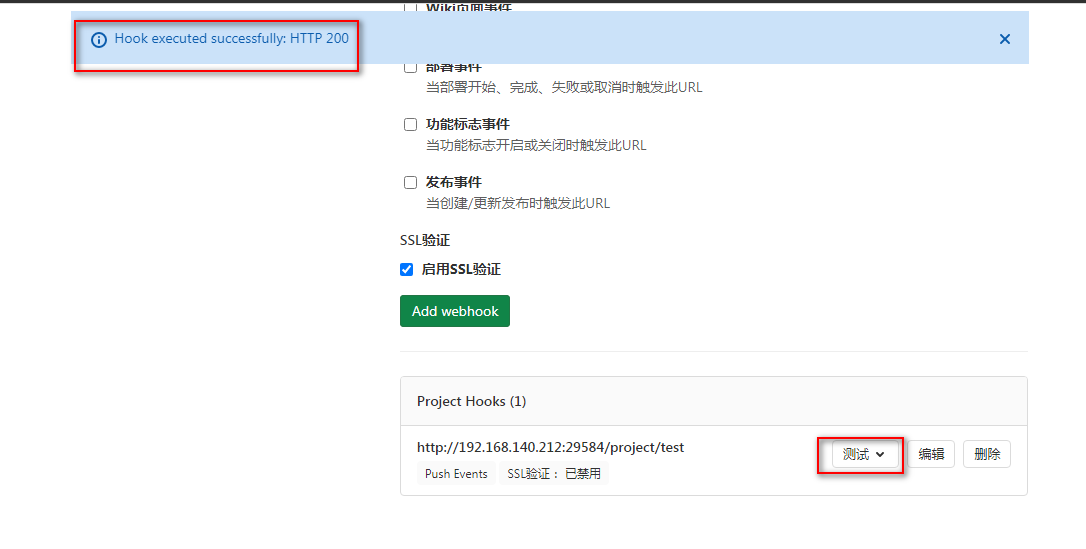 Wiki页面事件
Hook executed successfully: HTTP 200
部署事件
当部署开始、完成、失败或取消时触发此URL
功能标志事件
当功能标志开启或关闭时触发此URL
发布事件
当创建/更新发布时触发此URL
SSL验证
启用SSL验证
Add webhook
Project Hooks (1)
http://192.168.140.212:29584/project/test
测试 编辑 删除
Push Events SSL验证： 已禁用